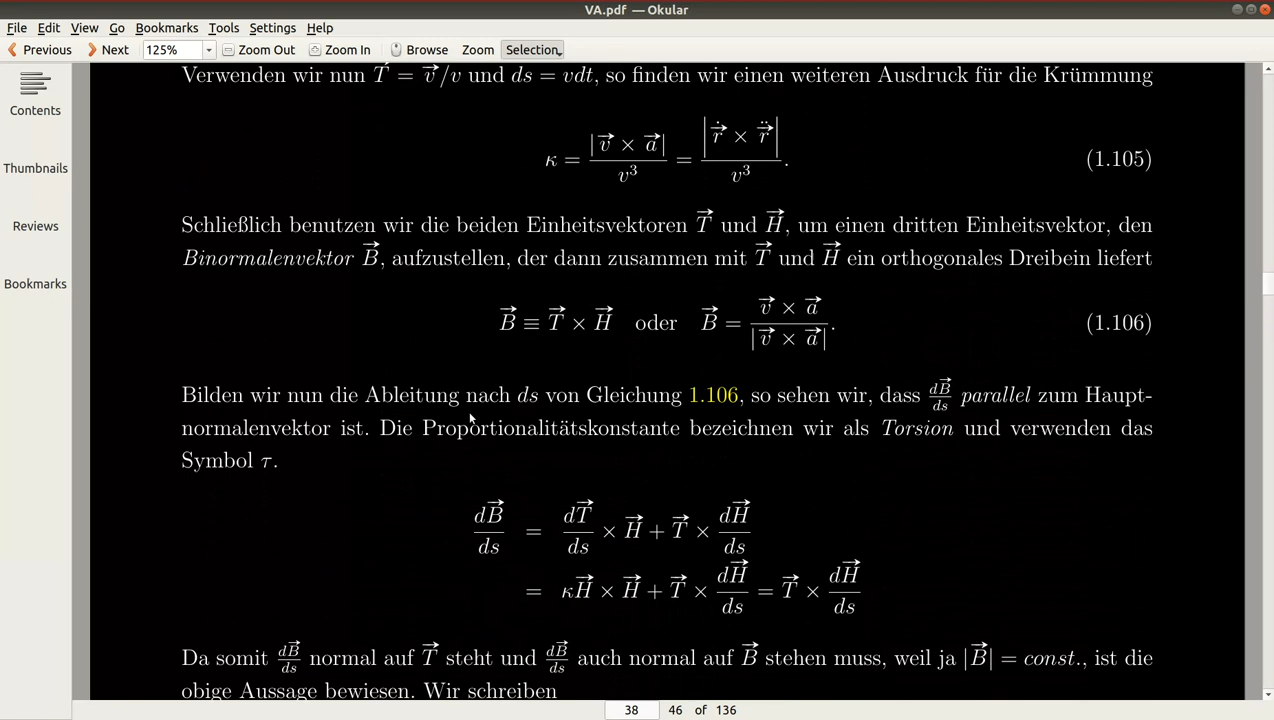 VA.pdf — Okular
File Edit View Go Bookmarks Tools Settings Help
Previous Next 125% Zoom Out Zoom In Browse Zoom Selection
Contents
Thumbnails
Reviews
Bookmarks
Verwenden wir nun T⃗ = v⃗/v und ds = vdt, so finden wir einen weiteren Ausdruck für die Krümmung
κ = |v⃗ × a⃗| / v³ = |ṙ⃗ × r̈⃗| / v³. (1.105)
Schließlich benutzen wir die beiden Einheitsvektoren T⃗ und H⃗, um einen dritten Einheitsvektor, den
Binormalenvektor B⃗, aufzustellen, der dann zusammen mit T⃗ und H⃗ ein orthogonales Dreibein liefert
B⃗ ≡ T⃗ × H⃗ oder B⃗ = v⃗ × a⃗ / |v⃗ × a⃗|. (1.106)
Bilden wir nun die Ableitung nach ds von Gleichung 1.106, so sehen wir, dass dB⃗/ds parallel zum Haupt-
normalenvektor ist. Die Proportionalitätskonstante bezeichnen wir als Torsion und verwenden das
Symbol τ.
dB⃗/ds = dT⃗/ds × H⃗ + T⃗ × dH⃗/ds
= κH⃗ × H⃗ + T⃗ × dH⃗/ds = T⃗ × dH⃗/ds
Da somit dB⃗/ds normal auf T⃗ steht und dB⃗/ds auch normal auf B⃗ stehen muss, weil ja |B⃗| = const., ist die
obige Aussage bewiesen. Wir schreiben
38 46 of 136